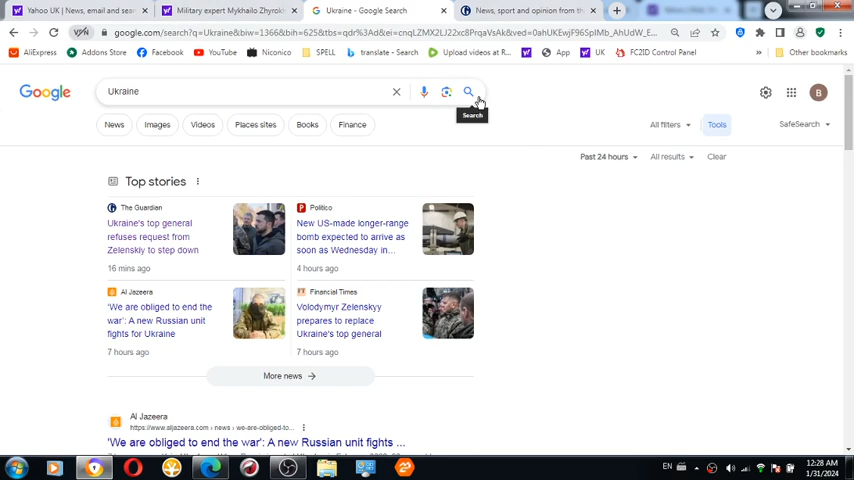 Yahoo UK | News, email and sear
Military expert Mykhailo Zhyrokh
Ukraine - Google Search
News, sport and opinion from th
google.com/search?q=Ukraine&biw=1366&bih=625&tbs=qdr%3Ad&ei=cnqLZMX2LJ22xc8PrqaVsAk&ved=0ahUKEwjF96SpIMb_AhUdW_E...
AliExpress
Addons Store
Facebook
YouTube
Niconico
SPELL
translate - Search
Upload videos at R...
App
UK
FC2ID Control Panel
»
Other bookmarks
Google
Ukraine
B
Search
News
Images
Videos
Places sites
Books
Finance
All filters
Tools
SafeSearch
Past 24 hours
All results
Clear
Top stories
The Guardian
Ukraine's top general
refuses request from
Zelenskiy to step down
16 mins ago
Politico
New US-made longer-range
bomb expected to arrive as
soon as Wednesday in...
4 hours ago
Al Jazeera
'We are obliged to end the
war': A new Russian unit
fights for Ukraine
7 hours ago
Financial Times
Volodymyr Zelenskyy
prepares to replace
Ukraine's top general
7 hours ago
More news
Al Jazeera
https://www.aljazeera.com › news › we-are-obliged-to...
'We are obliged to end the war': A new Russian unit fights ...
EN
12:28 AM
1/31/2024